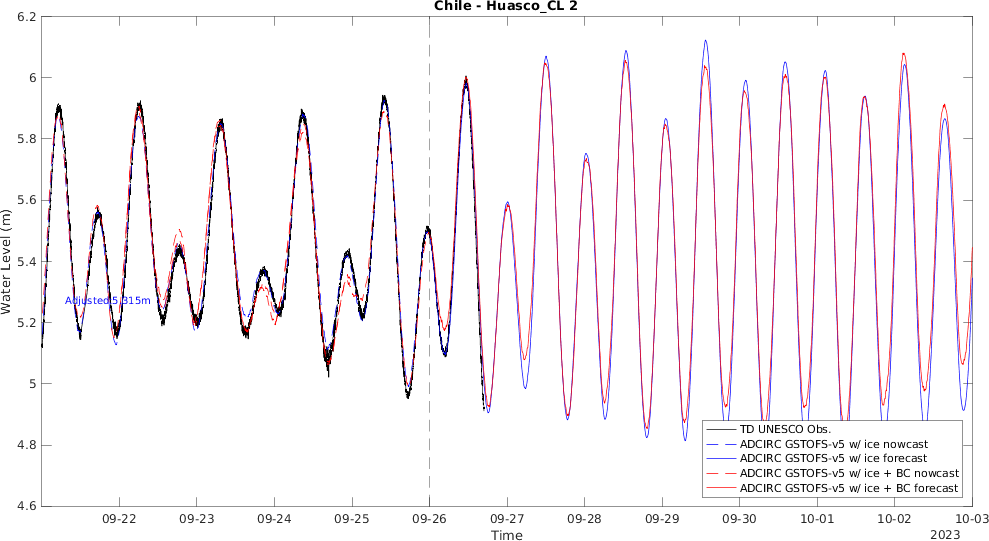 Chile - Huasco_CL 2
6.2
6
5.8
5.6
5.4
5.2
5
4.8
4.6
Water Level (m)
Adjusted 5.315m
TD UNESCO Obs.
ADCIRC GSTOFS-v5 w/ ice nowcast
ADCIRC GSTOFS-v5 w/ ice forecast
ADCIRC GSTOFS-v5 w/ ice + BC nowcast
ADCIRC GSTOFS-v5 w/ ice + BC forecast
09-22 09-23 09-24 09-25 09-26 09-27 09-28 09-29 09-30 10-01 10-02 10-03
Time
2023